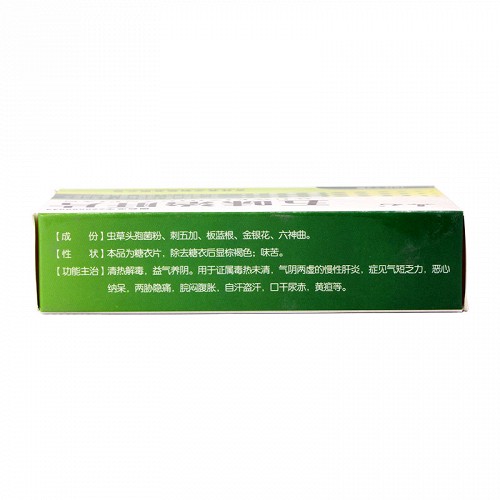 【成 份】虫草头孢菌粉、刺五加、板蓝根、金银花、六神曲。
【性 状】本品为糖衣片，除去糖衣后显棕褐色；味苦。
【功能主治】清热解毒，益气养阴。用于证属毒热未清，气阴两虚的慢性肝炎，症见气短乏力，恶心
纳呆，两胁隐痛，脘闷腹胀，自汗盗汗，口干尿赤，黄疸等。